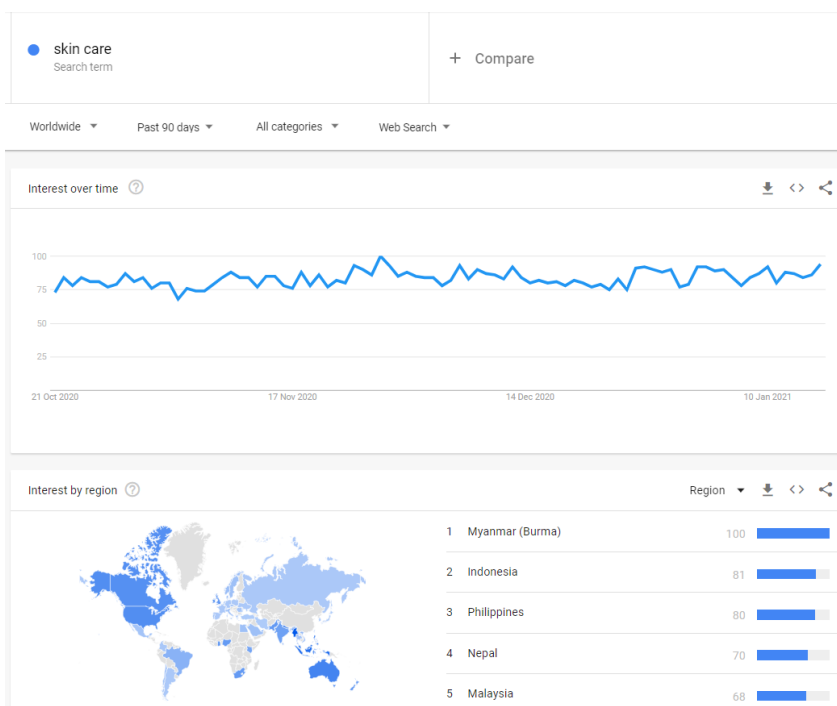 skin care
Search term
+ Compare
Worldwide
Past 90 days
All categories
Web Search
Interest over time ?
100
75
50
25
21 Oct 2020
17 Nov 2020
14 Dec 2020
10 Jan 2021
Interest by region ?
Region
1 Myanmar (Burma) 100
2 Indonesia 81
3 Philippines 80
4 Nepal 70
5 Malaysia 68